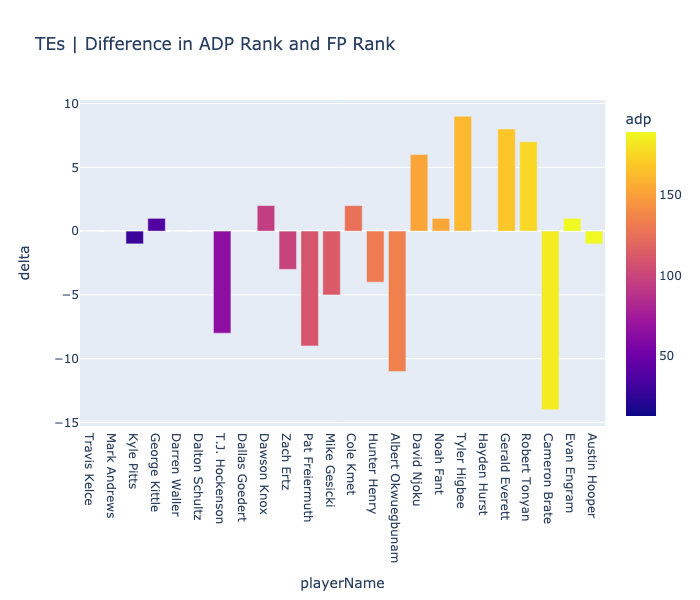 TEs | Difference in ADP Rank and FP Rank
adp
10
5
0
−5
−10
−15
150
100
50
delta
Travis Kelce
Mark Andrews
Kyle Pitts
George Kittle
Darren Waller
Dalton Schultz
T.J. Hockenson
Dallas Goedert
Dawson Knox
Zach Ertz
Pat Freiermuth
Mike Gesicki
Cole Kmet
Hunter Henry
Albert Okwuegbunam
David Njoku
Noah Fant
Tyler Higbee
Hayden Hurst
Gerald Everett
Robert Tonyan
Cameron Brate
Evan Engram
Austin Hooper
playerName